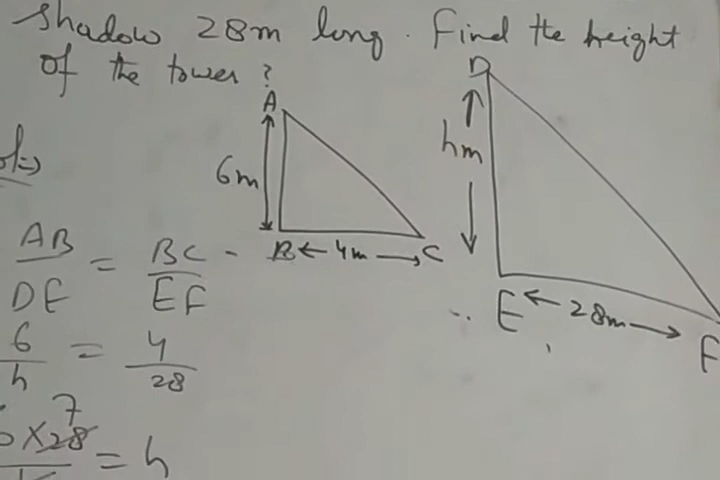 shadow 28m long. Find the height
of the tower?
A
D
6m
hm
B ← 4m → C
E ← 28m → F
AB/DE = BC/EF
6/h = 4/28
7
×28 = h